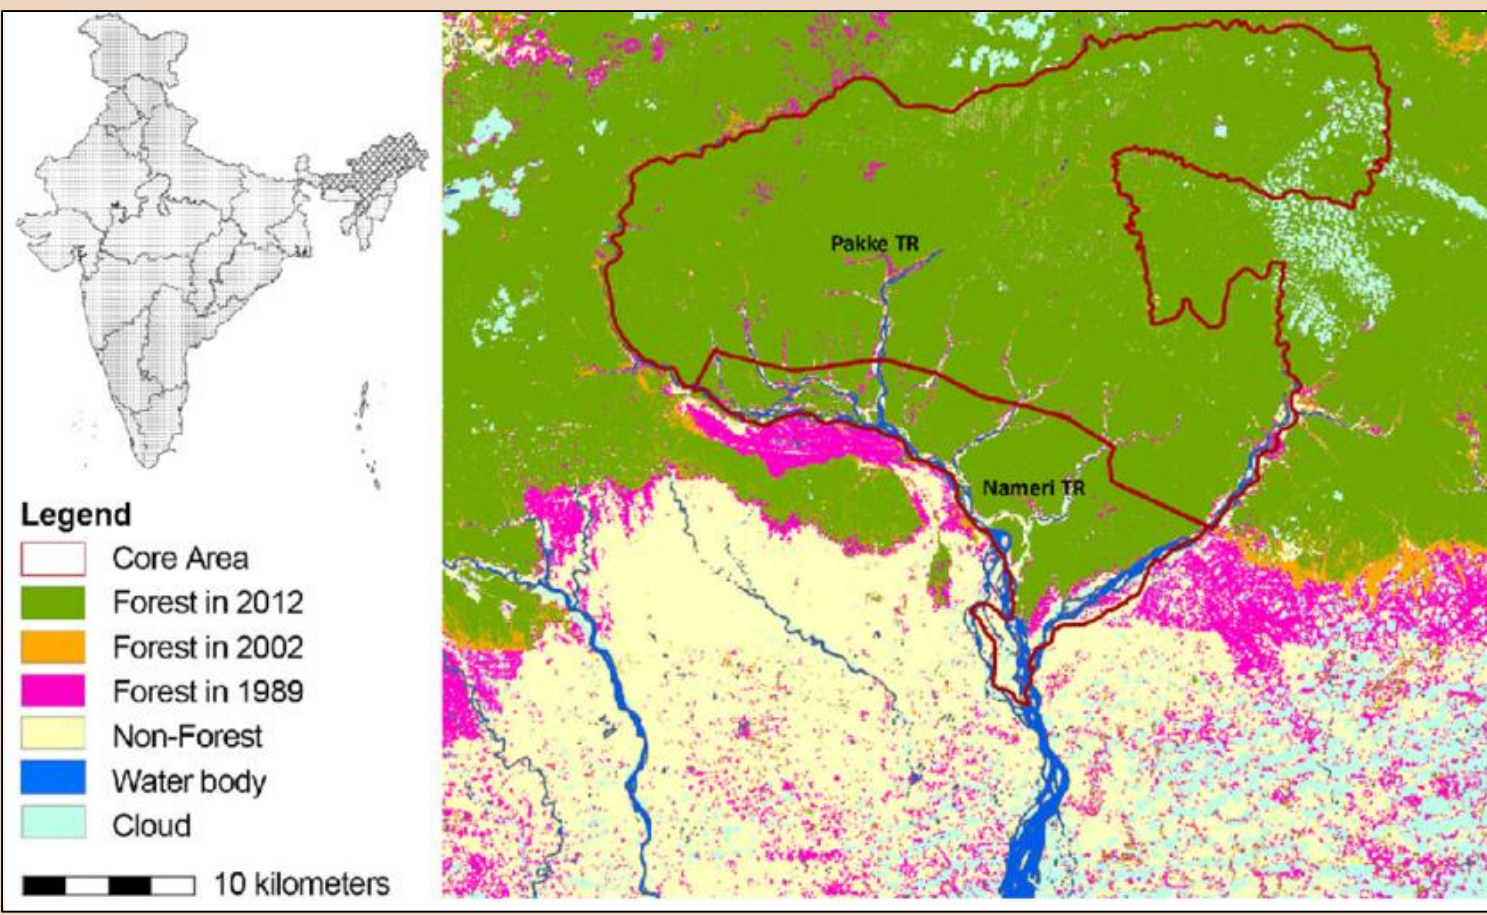 Pakke TR
Nameri TR
Legend
Core Area
Forest in 2012
Forest in 2002
Forest in 1989
Non-Forest
Water body
Cloud
10 kilometers